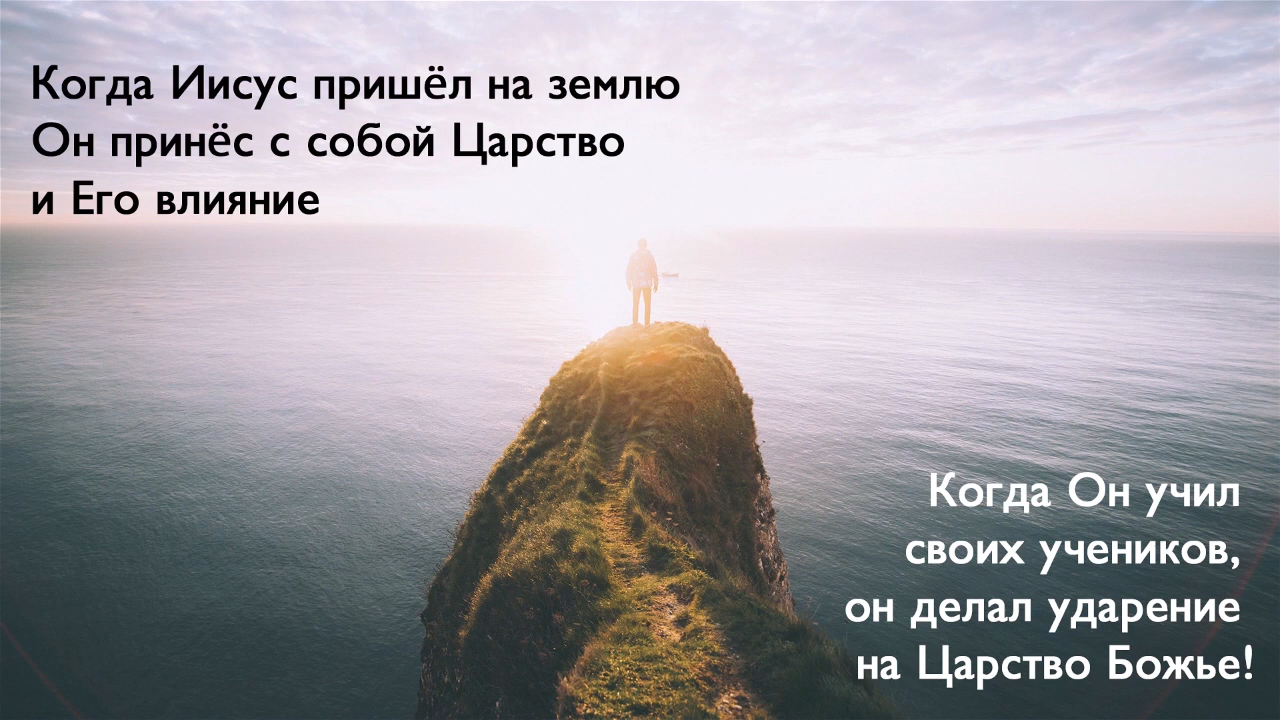 Когда Иисус пришёл на землю
Он принёс с собой Царство
и Его влияние
Когда Он учил
своих учеников,
он делал ударение
на Царство Божье!